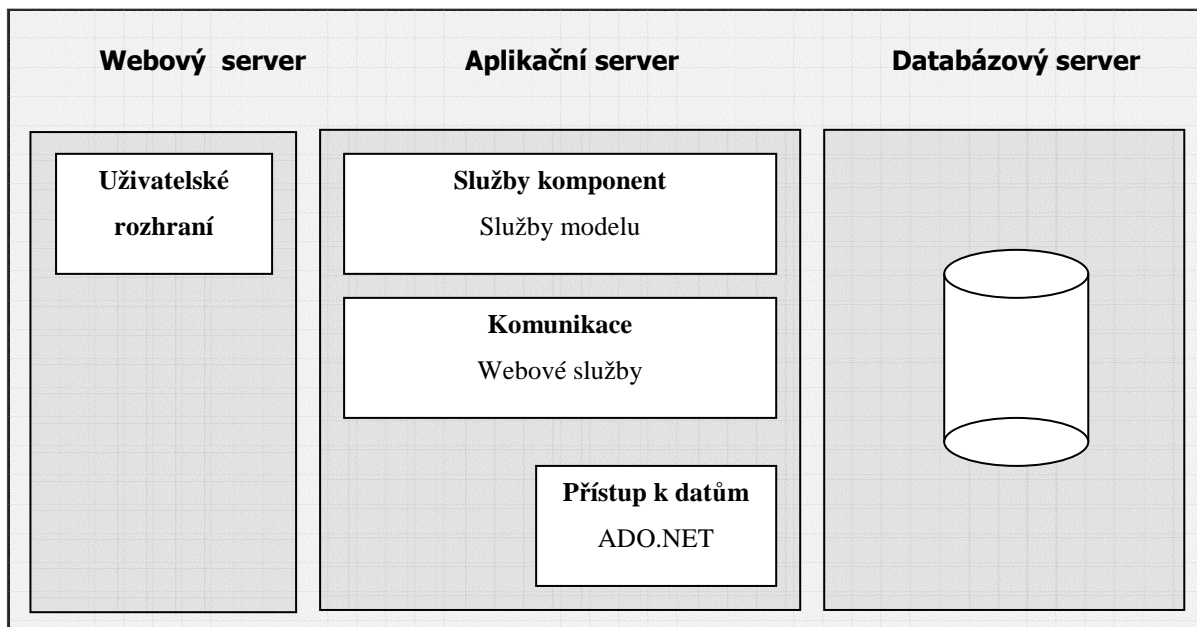 Webový server
Aplikační server
Databázový server
Uživatelské
rozhraní
Služby komponent
Služby modelu
Komunikace
Webové služby
Přístup k datům
ADO.NET